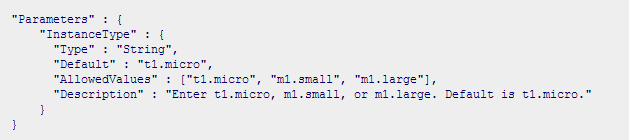 "Parameters" : {
    "InstanceType" : {
      "Type" : "String",
      "Default" : "t1.micro",
      "AllowedValues" : ["t1.micro", "m1.small", "m1.large"],
      "Description" : "Enter t1.micro, m1.small, or m1.large. Default is t1.micro."
    }
}